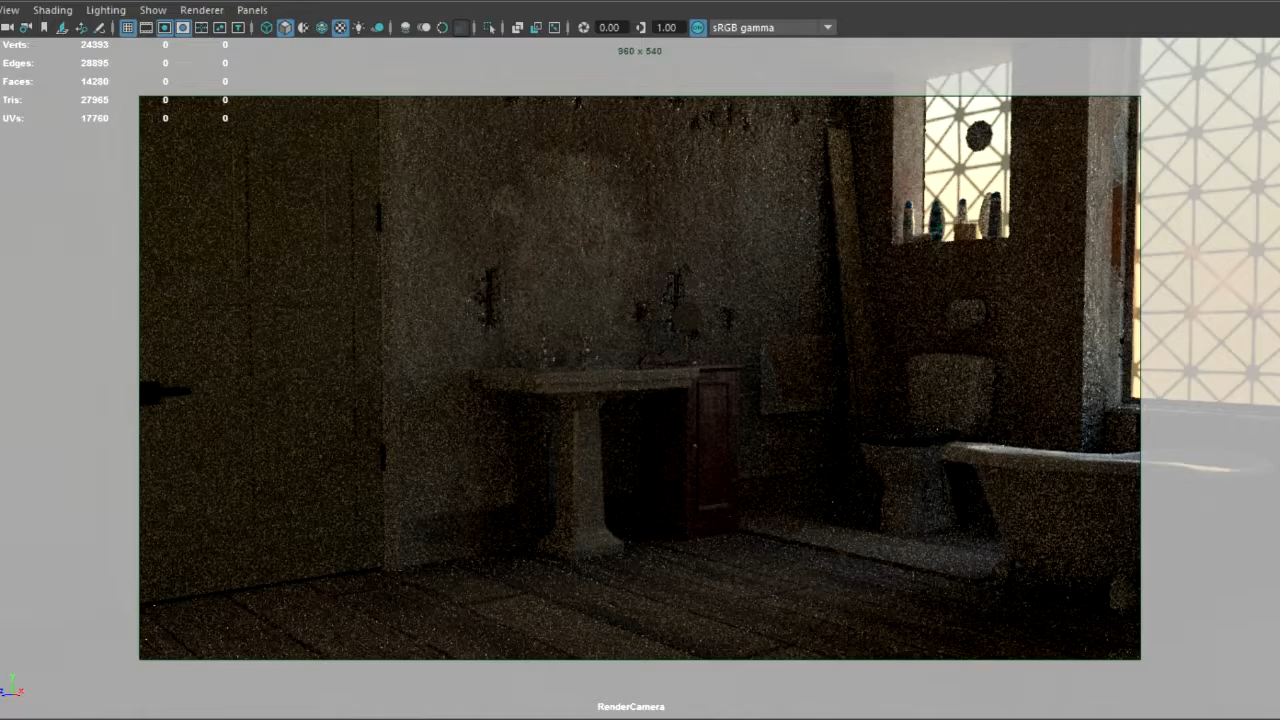 View Shading Lighting Show Renderer Panels
0.00 1.00 sRGB gamma
960 x 540
Verts: 24393 0 0
Edges: 28895 0 0
Faces: 14280 0 0
Tris: 27965 0 0
UVs: 17760 0 0
RenderCamera